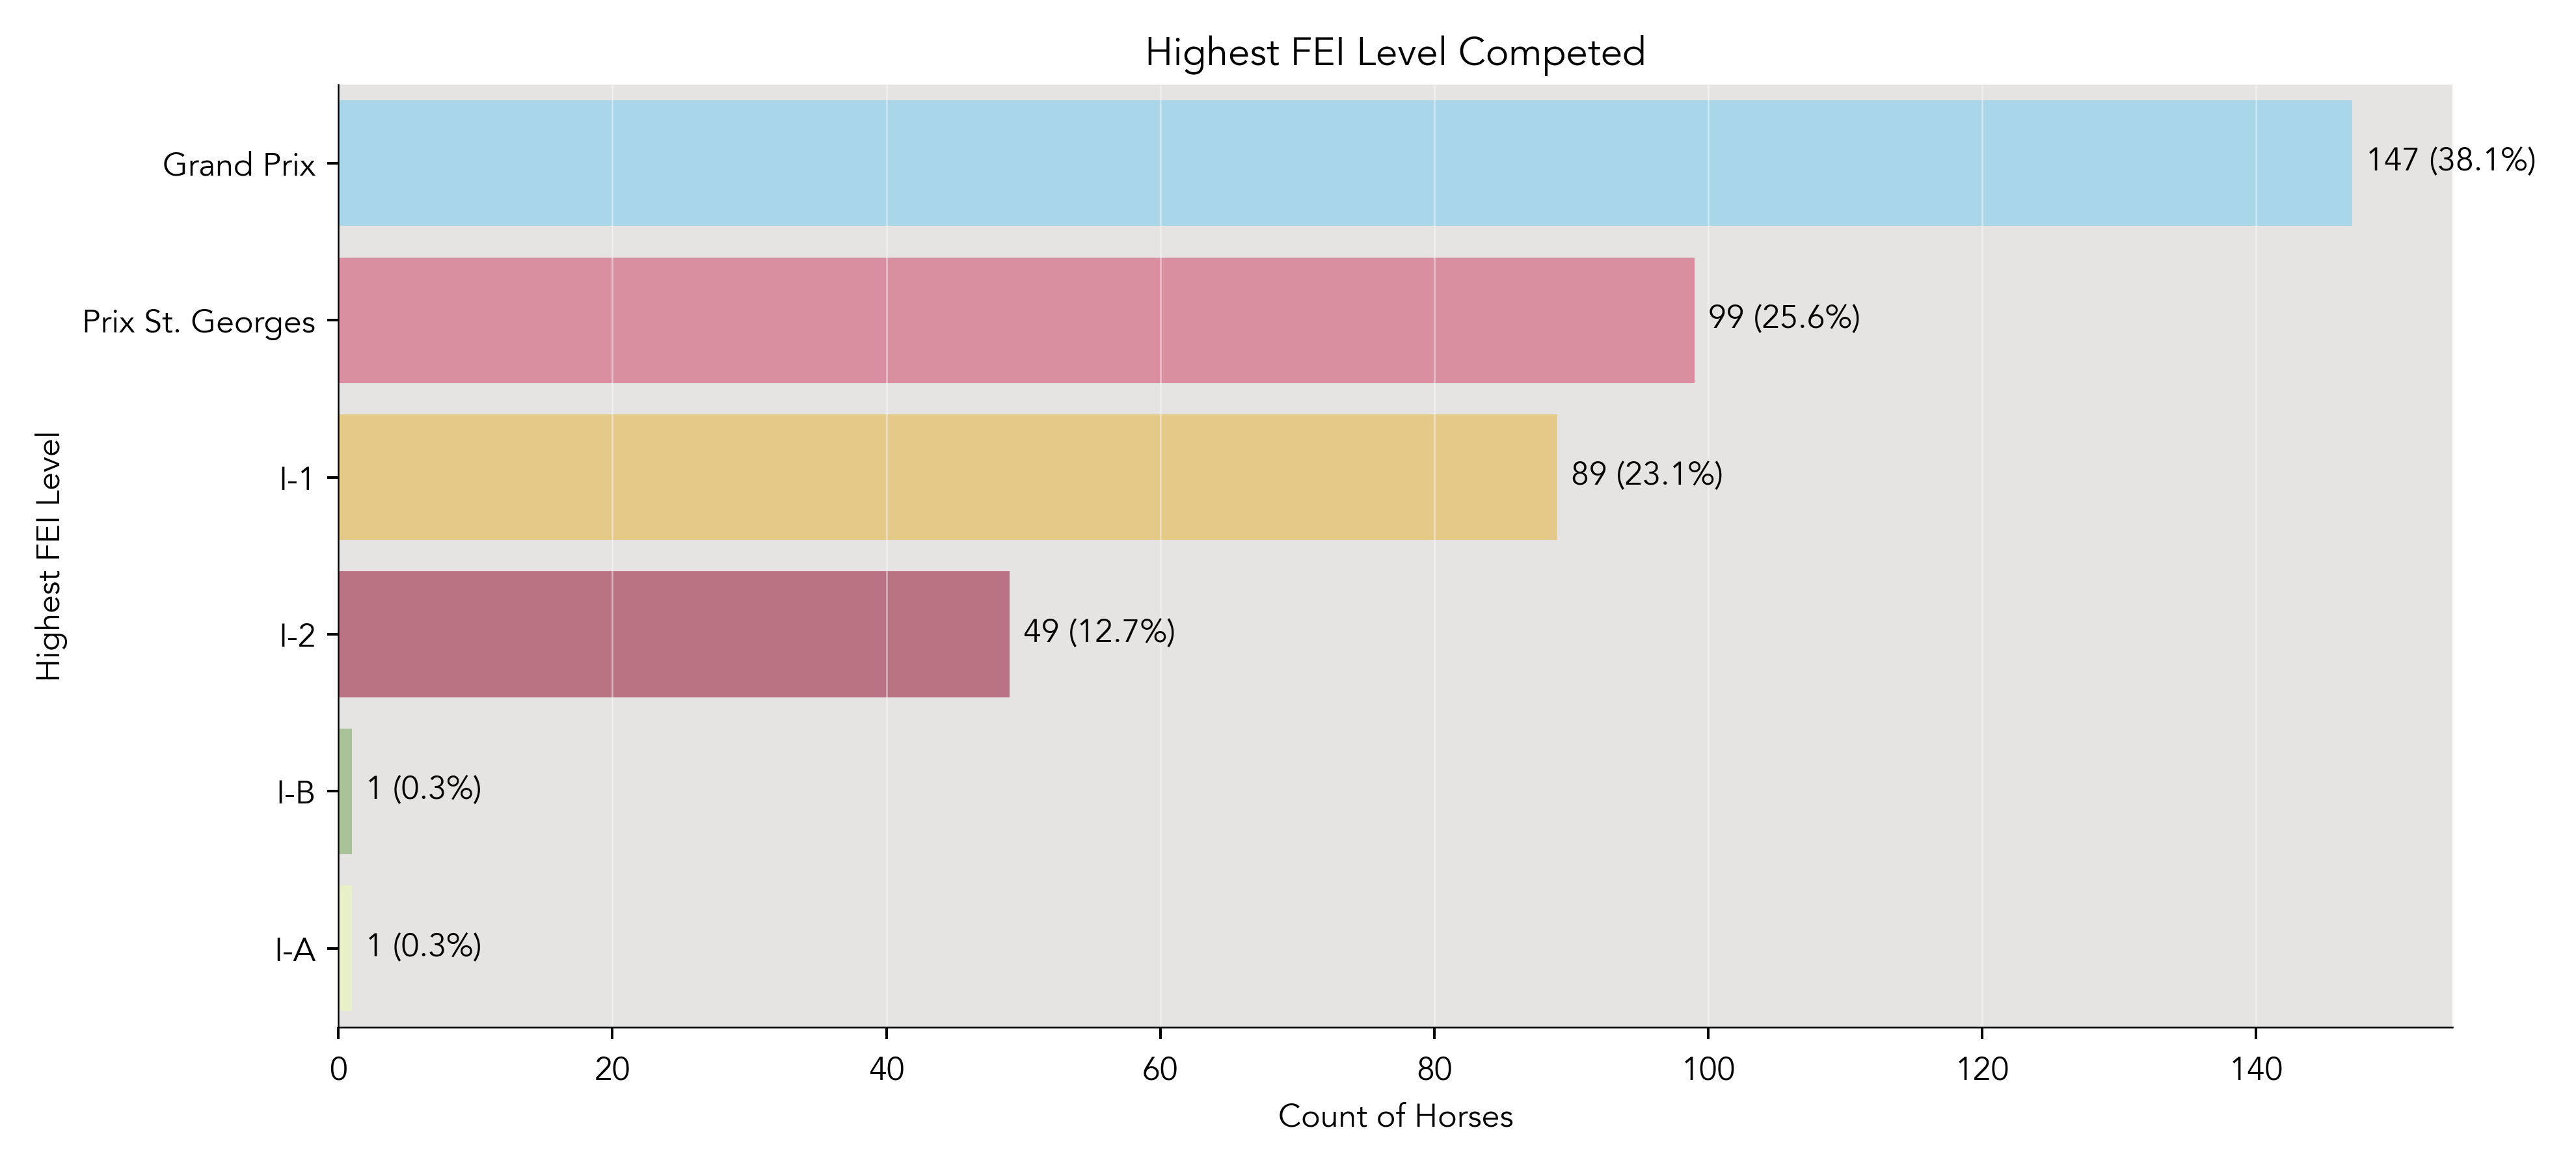 Highest FEI Level Competed
Grand Prix
147 (38.1%)
Prix St. Georges
99 (25.6%)
I-1
89 (23.1%)
I-2
49 (12.7%)
I-B
1 (0.3%)
I-A
1 (0.3%)
Highest FEI Level
0 20 40 60 80 100 120 140
Count of Horses